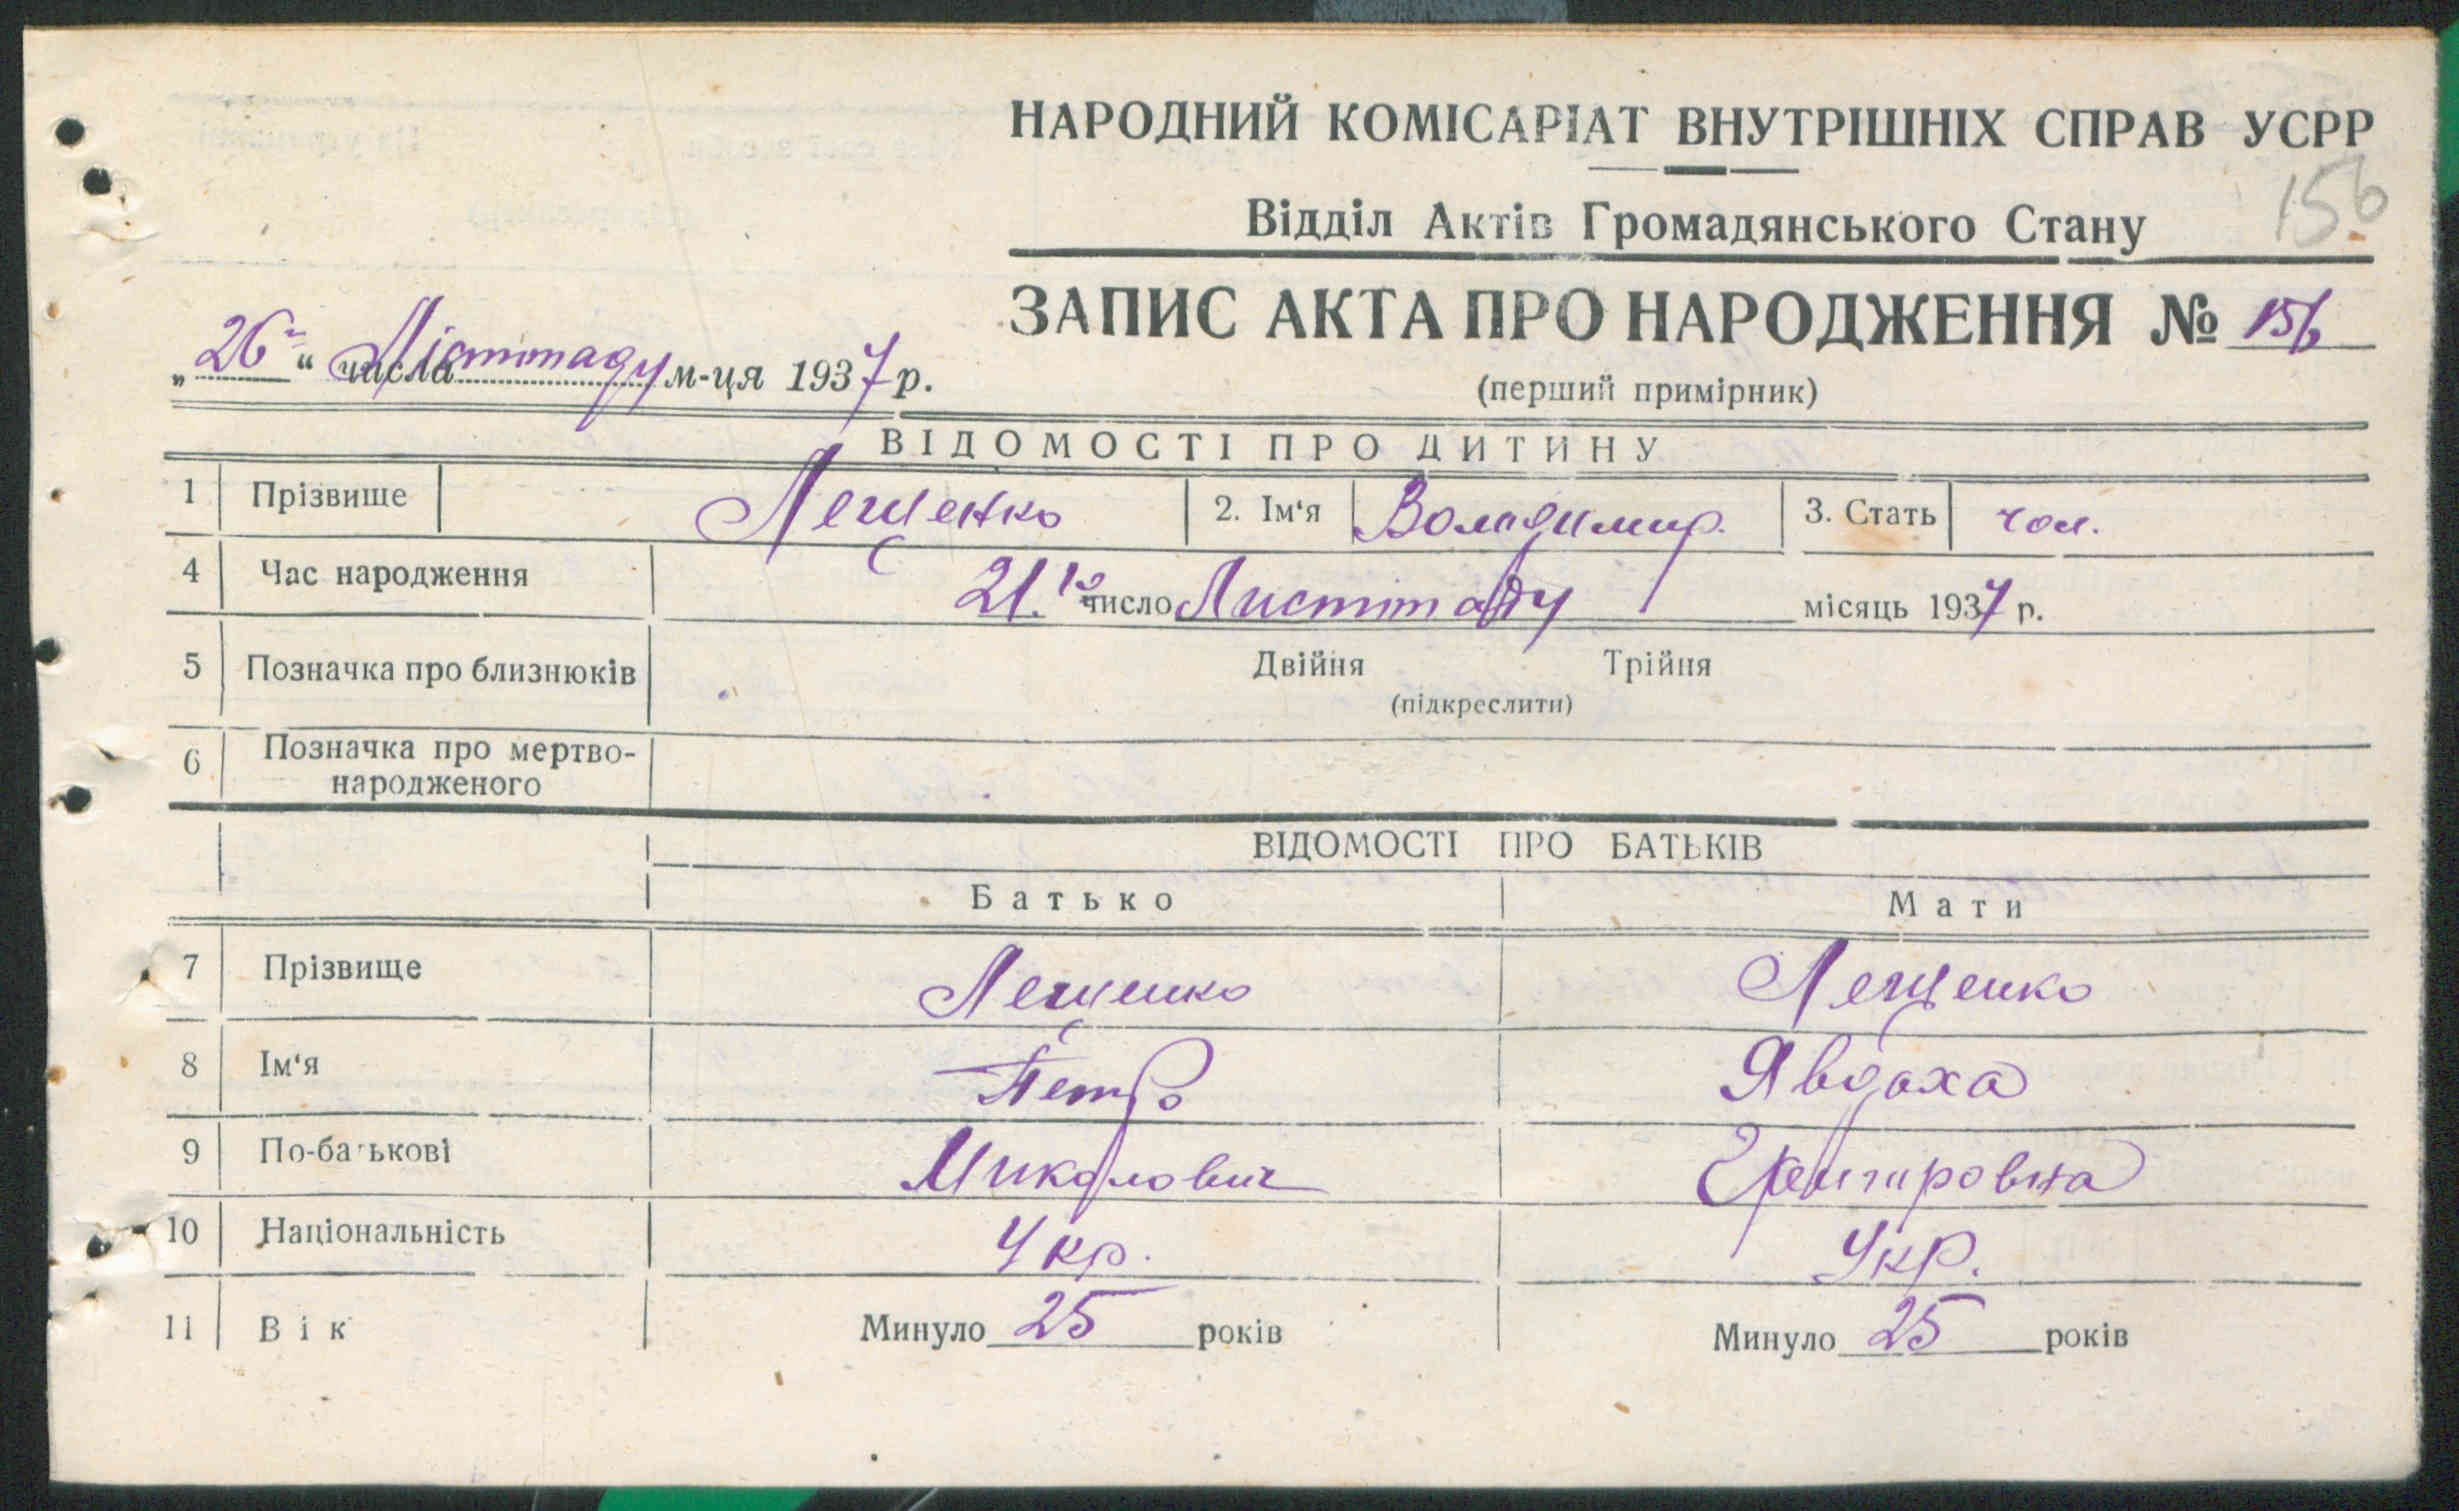 НАРОДНИЙ КОМІСАРІАТ ВНУТРІШНІХ СПРАВ УСРР
Відділ Актів Громадянського Стану
156
ЗАПИС АКТА ПРО НАРОДЖЕННЯ № 156
„26“ числа Лістопаду м-ця 1937 р.
(перший примірник)
ВІДОМОСТІ ПРО ДИТИНУ
1 Прізвище Лещенко 2. Ім‘я Володимир. 3. Стать чол.
4 Час народження 21.го число Листопаду місяць 1937 р.
5 Позначка про близнюків Двійня Трійня
(підкреслити)
6 Позначка про мертво-
народженого
ВІДОМОСТІ ПРО БАТЬКІВ
Батько Мати
7 Прізвище Лещенко Лещенко
8 Ім‘я Петро Явдоха
9 По-батькові Миколович
10 Національність Укр. Укр.
11 Вік Минуло 25 років Минуло 25 років